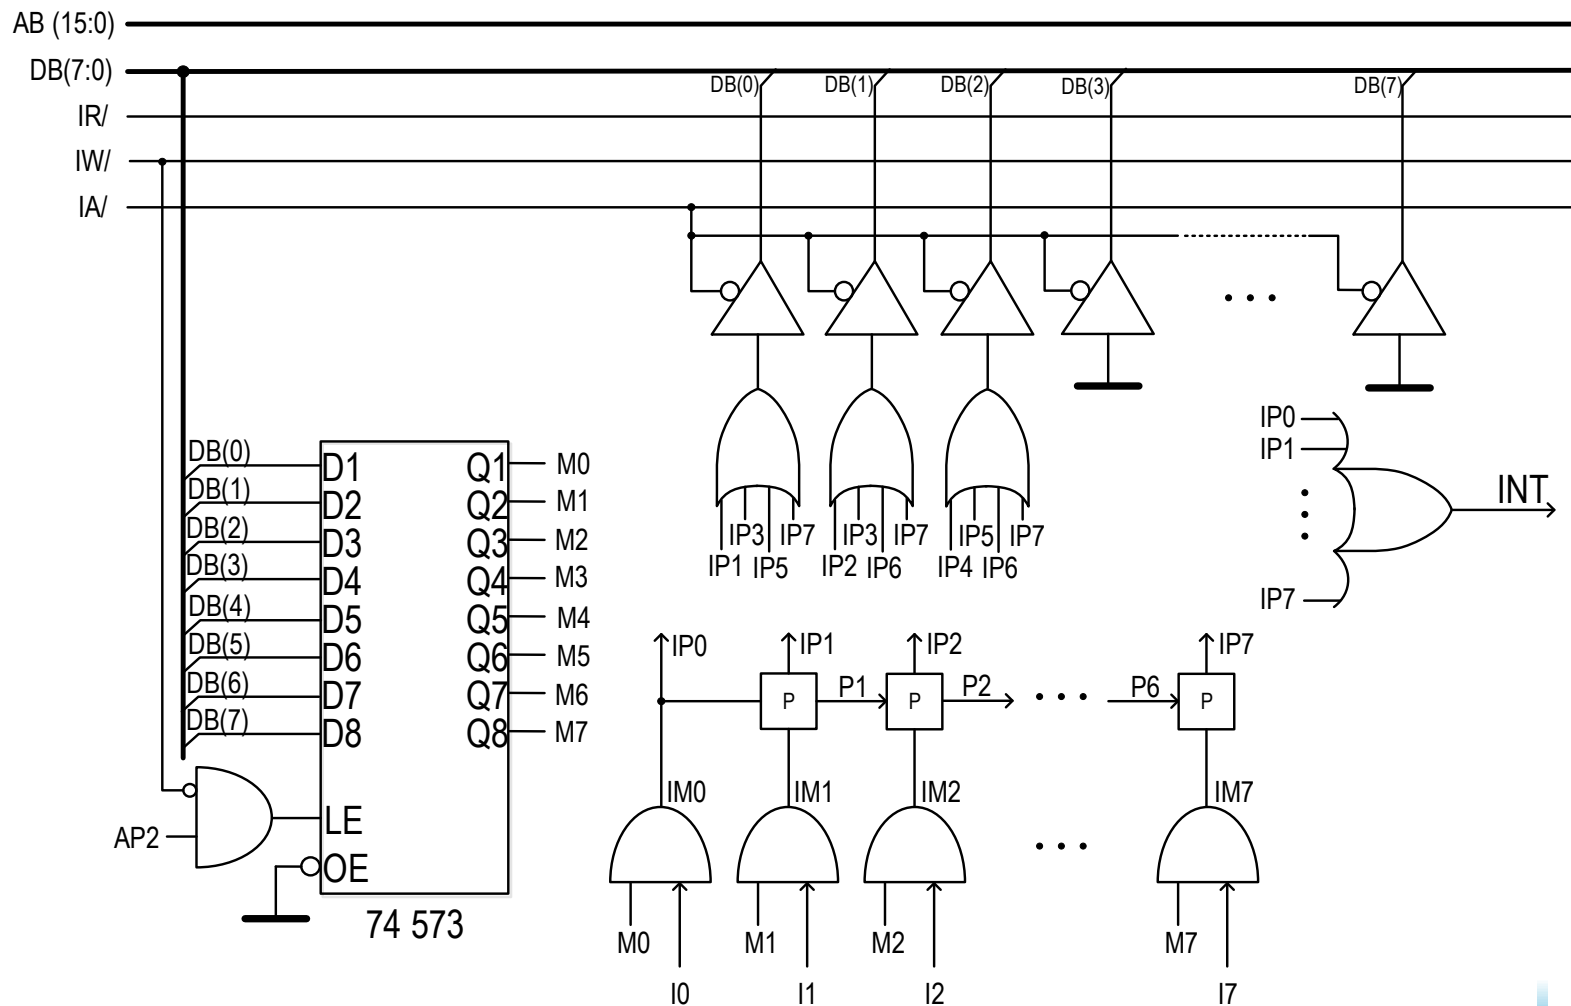 AB (15:0)
DB(7:0)
DB(0) DB(1) DB(2) DB(3) DB(7)
IR/
IW/
IA/
IP0
IP1
IP7
INT
DB(0) D1 Q1 M0
DB(1) D2 Q2 M1
DB(2) D3 Q3 M2
DB(3) D4 Q4 M3
DB(4) D5 Q5 M4
DB(5) D6 Q6 M5
DB(6) D7 Q7 M6
DB(7) D8 Q8 M7
AP2 LE
OE
74 573
IP3 IP7 IP3 IP7 IP5 IP7
IP1 IP5 IP2 IP6 IP4 IP6
IP0 IP1 IP2 IP7
P P1 P P2 P6 P
IM0 IM1 IM2 IM7
M0 M1 M2 M7
I0 I1 I2 I7